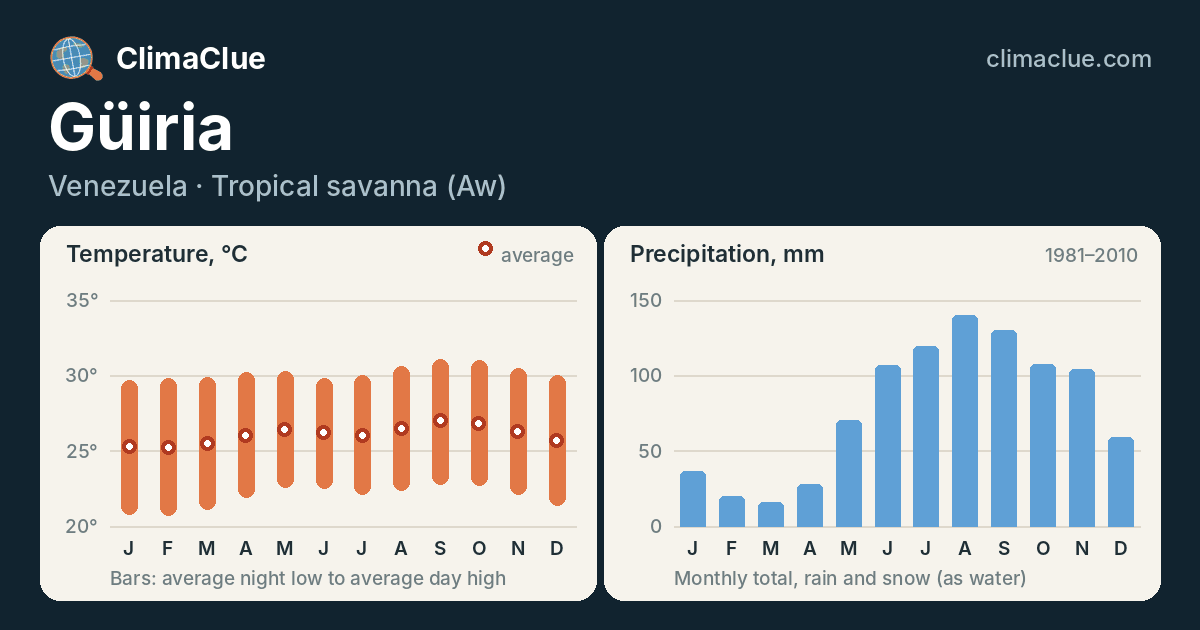 ClimaClue
climaclue.com
Güiria
Venezuela · Tropical savanna (Aw)
Temperature, °C
average
35°
30°
25°
20°
J F M A M J J A S O N D
Bars: average night low to average day high
Precipitation, mm
1981–2010
150
100
50
0
J F M A M J J A S O N D
Monthly total, rain and snow (as water)